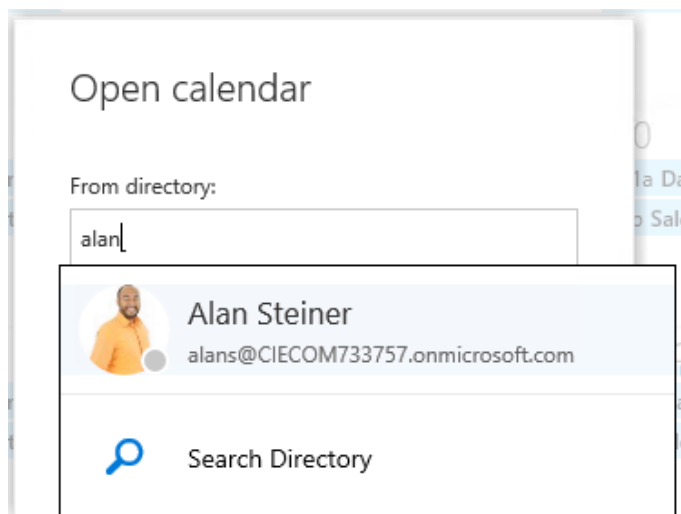 Open calendar
From directory:
alan
Alan Steiner
alans@CIECOM733757.onmicrosoft.com
Search Directory